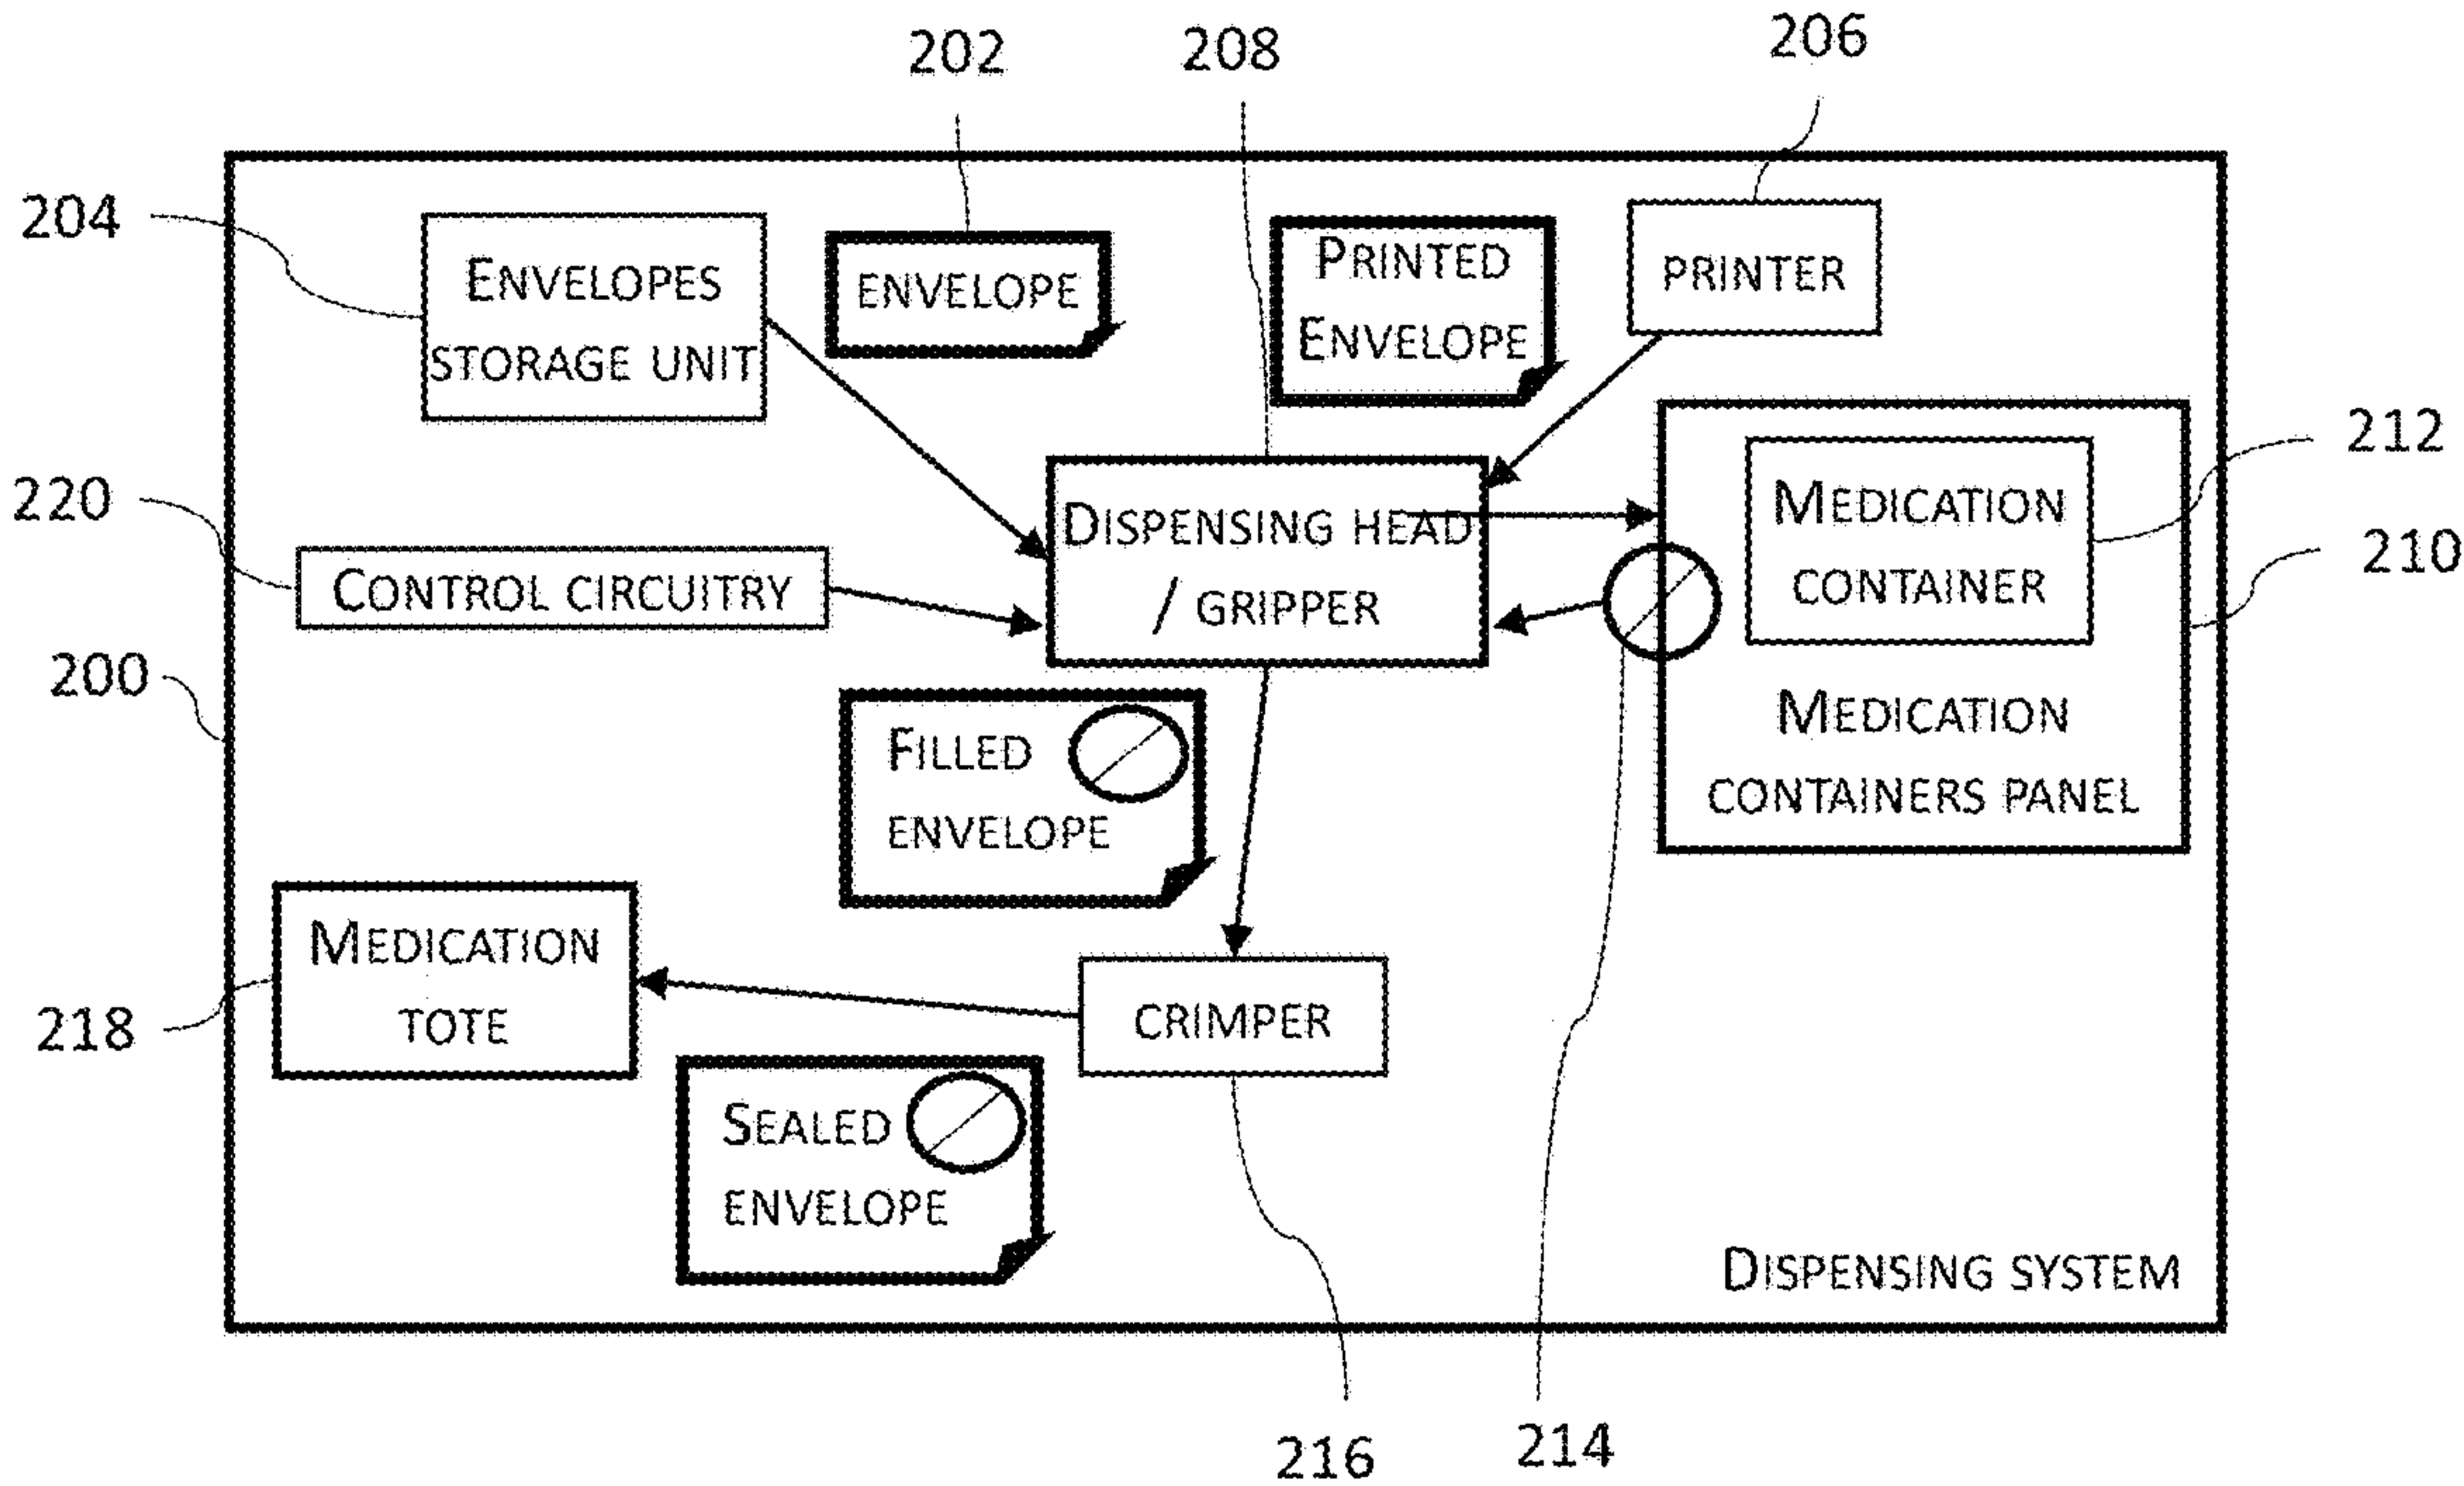 202
208
206
204
ENVELOPES
STORAGE UNIT
ENVELOPE
PRINTED
ENVELOPE
PRINTER
212
210
220
CONTROL CIRCUITRY
DISPENSING HEAD
/ GRIPPER
MEDICATION
CONTAINER
MEDICATION
CONTAINERS PANEL
200
FILLED
ENVELOPE
218
MEDICATION
TOTE
CRIMPER
SEALED
ENVELOPE
DISPENSING SYSTEM
216
214